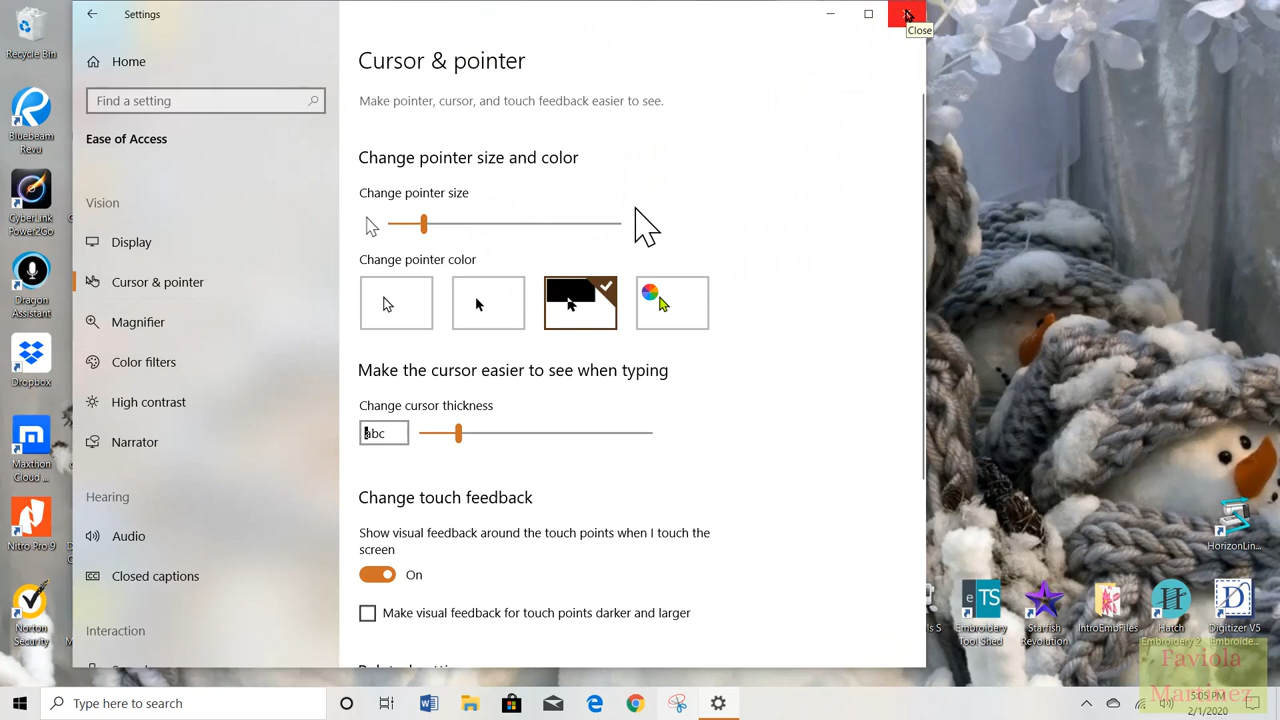 Settings
Close
Home
Find a setting
Ease of Access
Vision
Display
Cursor & pointer
Magnifier
Color filters
High contrast
Narrator
Hearing
Audio
Closed captions
Interaction
Cursor & pointer
Make pointer, cursor, and touch feedback easier to see.
Change pointer size and color
Change pointer size
Change pointer color
Make the cursor easier to see when typing
Change cursor thickness
abc
Change touch feedback
Show visual feedback around the touch points when I touch the
screen
On
Make visual feedback for touch points darker and larger
Recycle Bin
Bluebeam
Revu
CyberLink
Power2Go
Dragon
Assistant
Dropbox
Maxthon
Cloud ...
Nitro Pro 9
Norton
Security
HorizonLin...
Embroidery
Tool Shed
Starfish
Revolution
IntroEmbFiles
Hatch
Embroidery 2
Digitizer V5
Embroide...
Faviola
Martinez
Type here to search
5:05 PM
2/1/2020